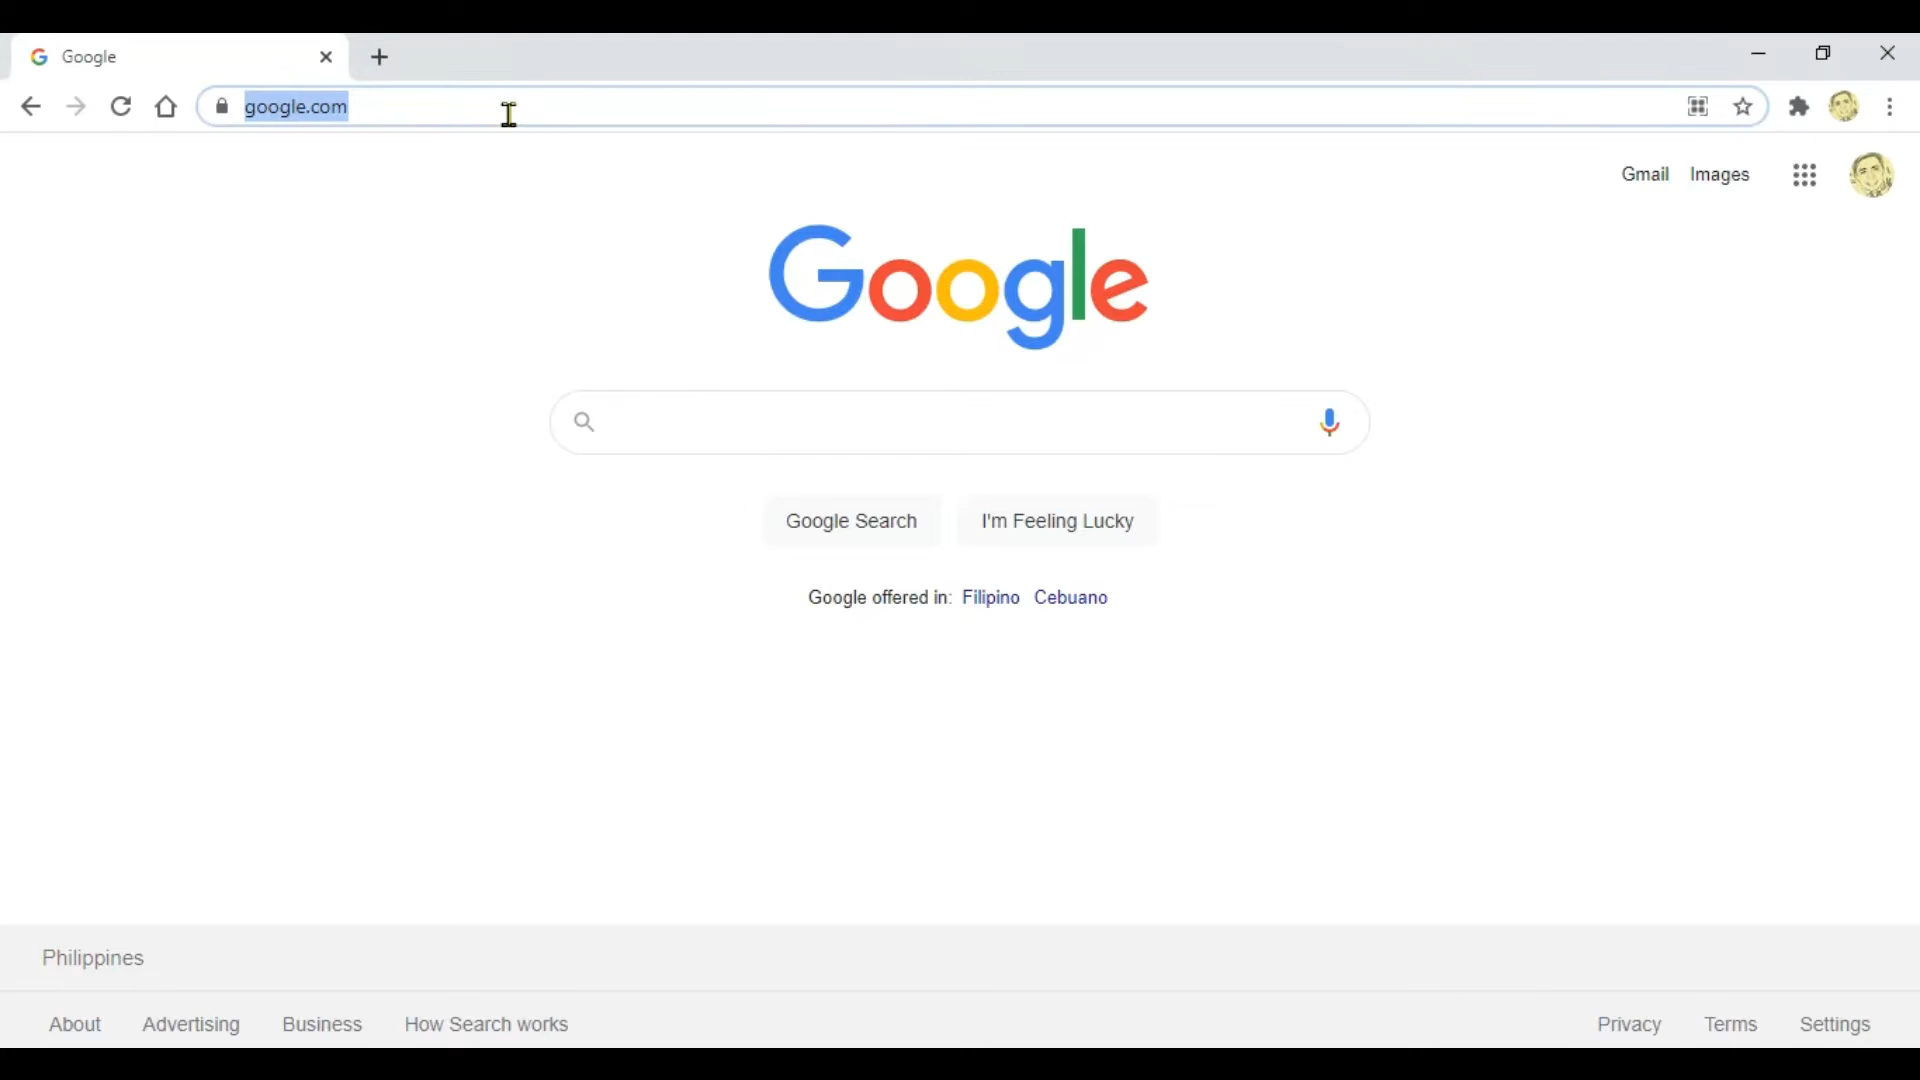 Google
google.com
Gmail Images
Google
Google Search I'm Feeling Lucky
Google offered in: Filipino Cebuano
Philippines
About Advertising Business How Search works Privacy Terms Settings